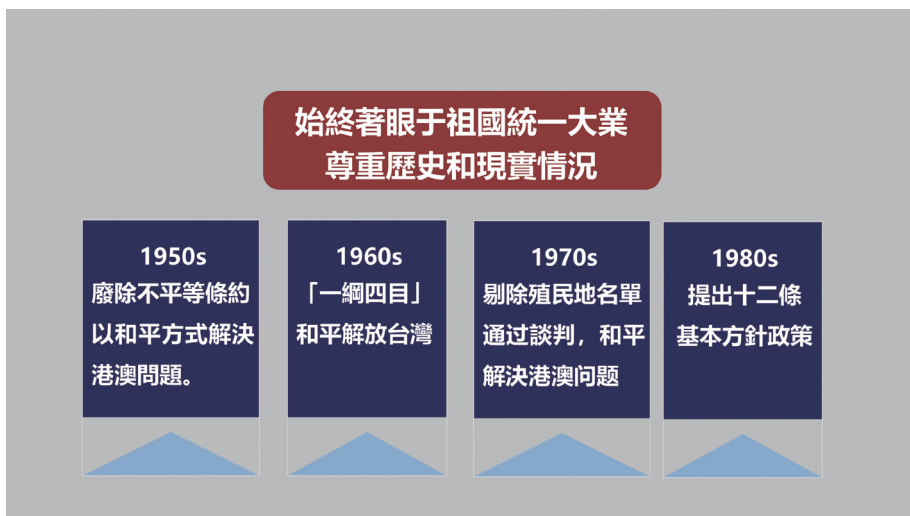 始終著眼于祖國統一大業
尊重歷史和現實情況
1950s
廢除不平等條約
以和平方式解決
港澳問題。
1960s
「一綱四目」
和平解放台灣
1970s
剔除殖民地名單
通过談判，和平
解決港澳问题
1980s
提出十二條
基本方針政策